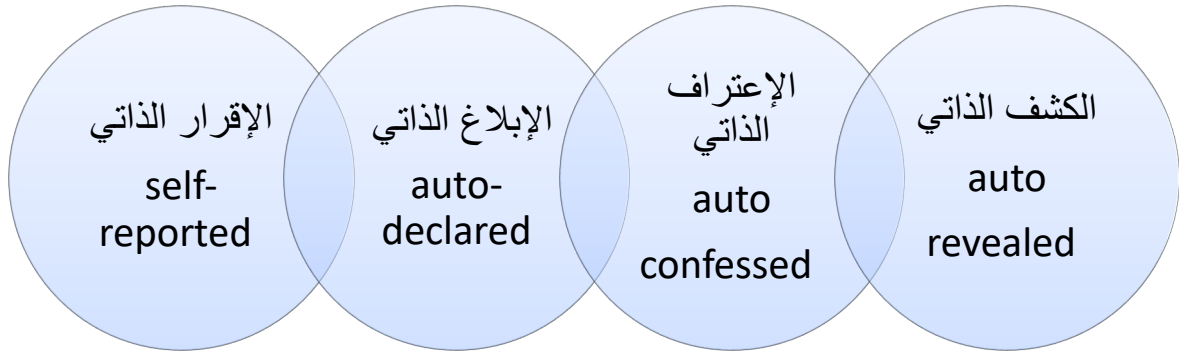 الإقرار الذاتي
self-
reported
الإبلاغ الذاتي
auto-
declared
الإعتراف
الذاتي
auto
confessed
الكشف الذاتي
auto
revealed